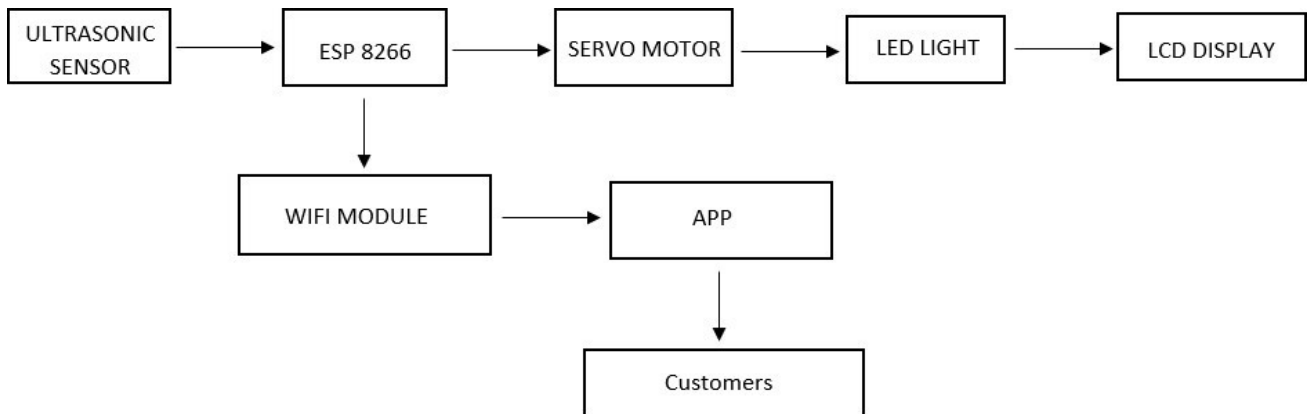 ULTRASONIC
SENSOR
ESP 8266
SERVO MOTOR
LED LIGHT
LCD DISPLAY
WIFI MODULE
APP
Customers